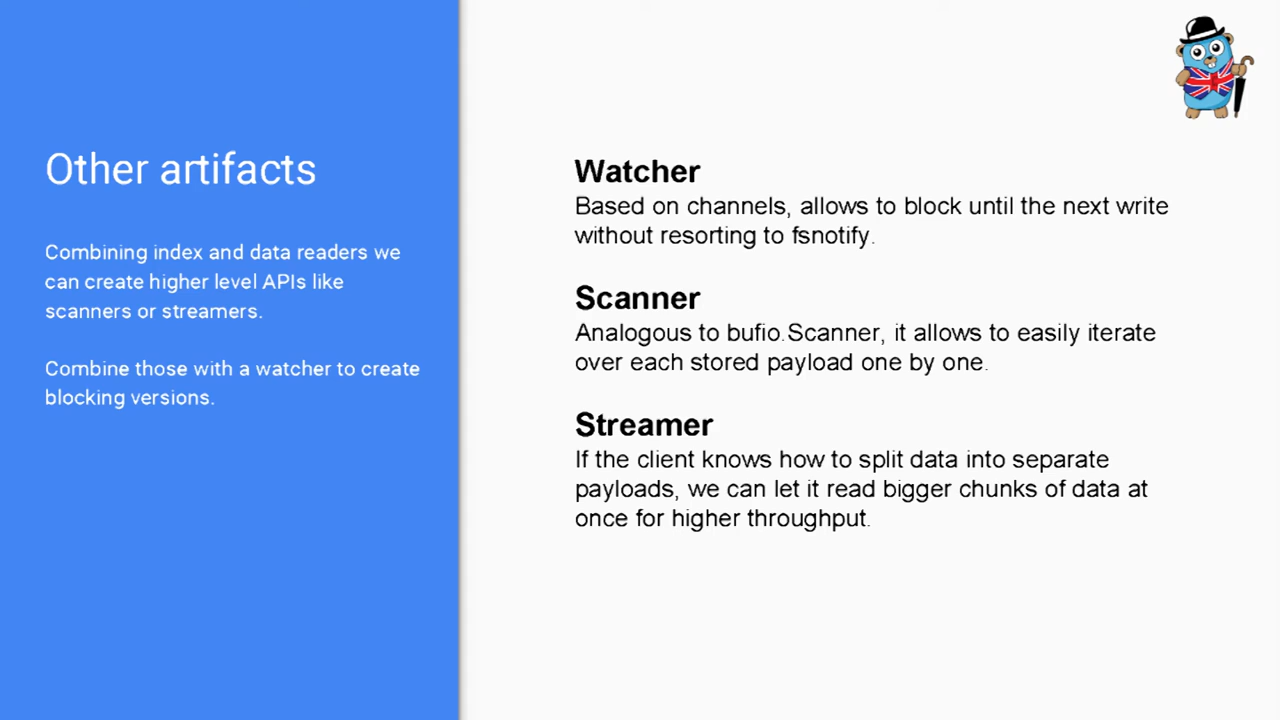 Other artifacts
Combining index and data readers we
can create higher level APIs like
scanners or streamers.
Combine those with a watcher to create
blocking versions.
Watcher
Based on channels, allows to block until the next write
without resorting to fsnotify.
Scanner
Analogous to bufio.Scanner, it allows to easily iterate
over each stored payload one by one.
Streamer
If the client knows how to split data into separate
payloads, we can let it read bigger chunks of data at
once for higher throughput.